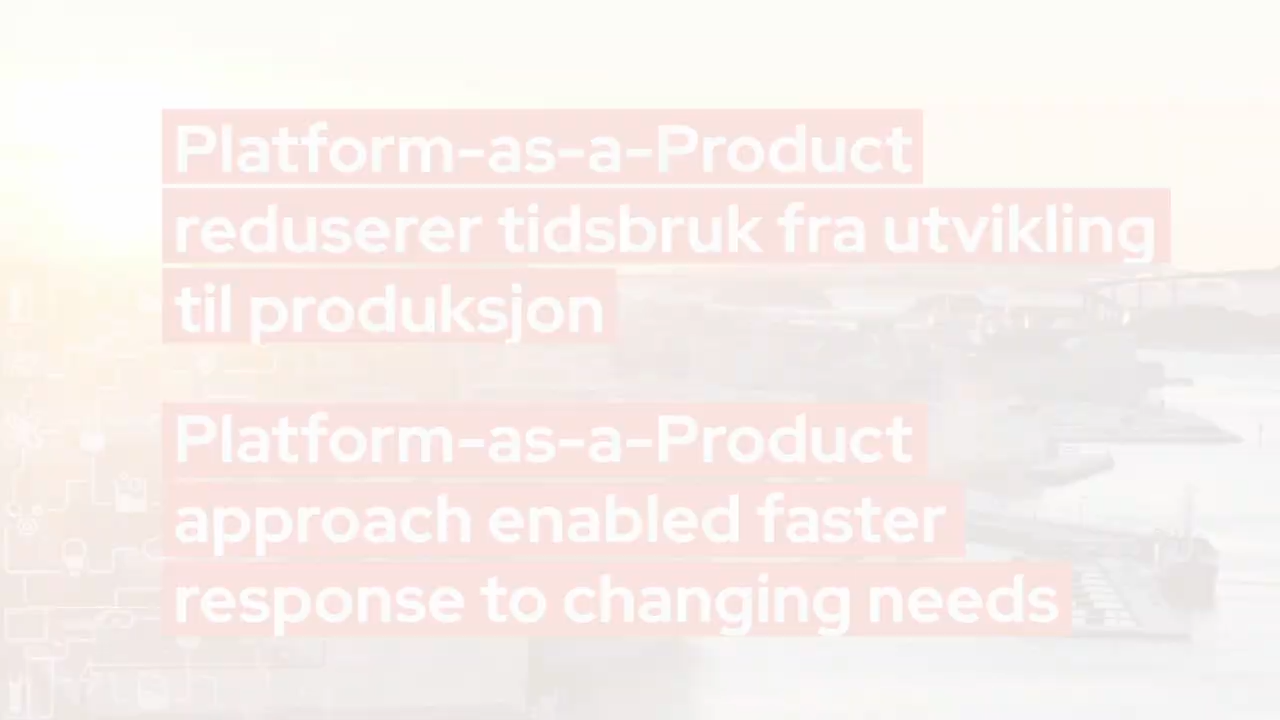 Platform-as-a-Product
reduserer tidsbruk fra utvikling
til produksjon
Platform-as-a-Product
approach enabled faster
response to changing needs